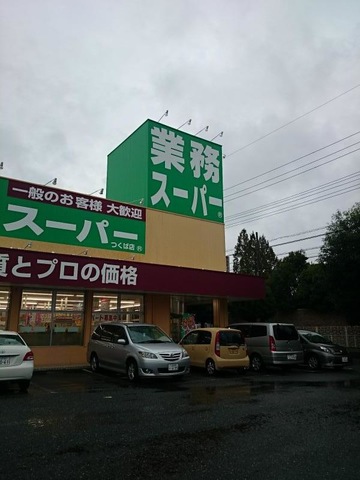 業務
スーパー
一般のお客様 大歓迎
スーパー
つくば店
質とプロの価格